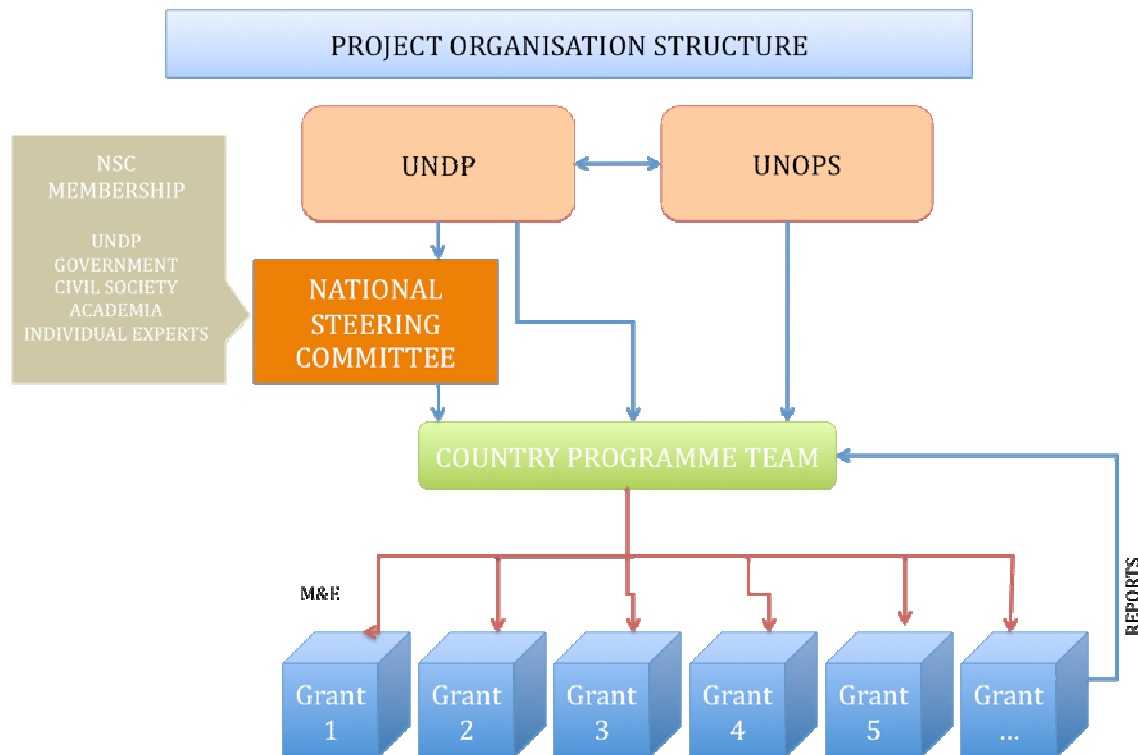 PROJECT ORGANISATION STRUCTURE
NSC
MEMBERSHIP
UNDP
GOVERNMENT
CIVIL SOCIETY
ACADEMIA
INDIVIDUAL EXPERTS
UNDP
UNOPS
NATIONAL
STEERING
COMMITTEE
COUNTRY PROGRAMME TEAM
M&E
REPORTS
Grant
1
Grant
2
Grant
3
Grant
4
Grant
5
Grant
...